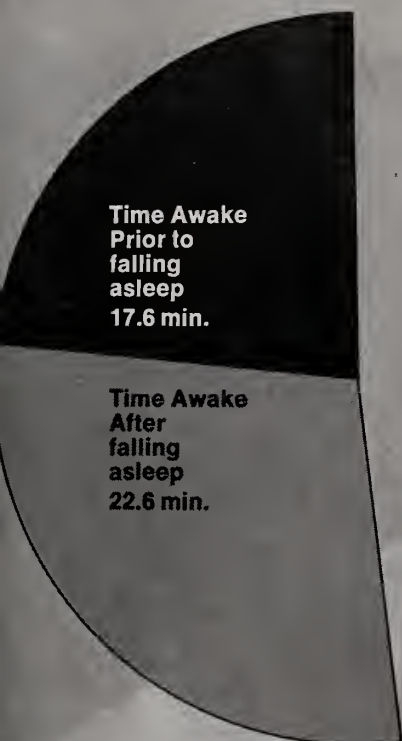 Time Awake
Prior to
falling
asleep
17.6 min.
Time Awake
After
falling
asleep
22.6 min.